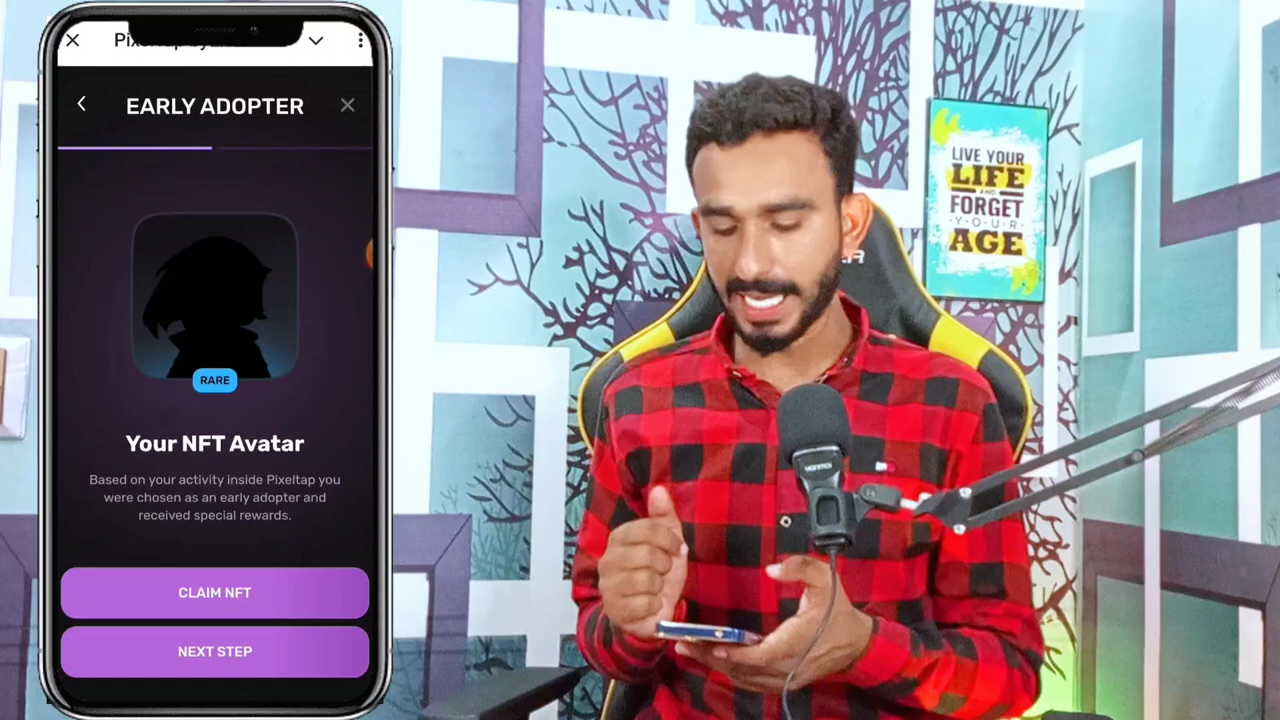 EARLY ADOPTER
RARE
Your NFT Avatar
Based on your activity inside Pixeltap you
were chosen as an early adopter and
received special rewards.
CLAIM NFT
NEXT STEP
LIVE YOUR
LIFE
AND
FORGET
·Y·O·U·R·
AGE